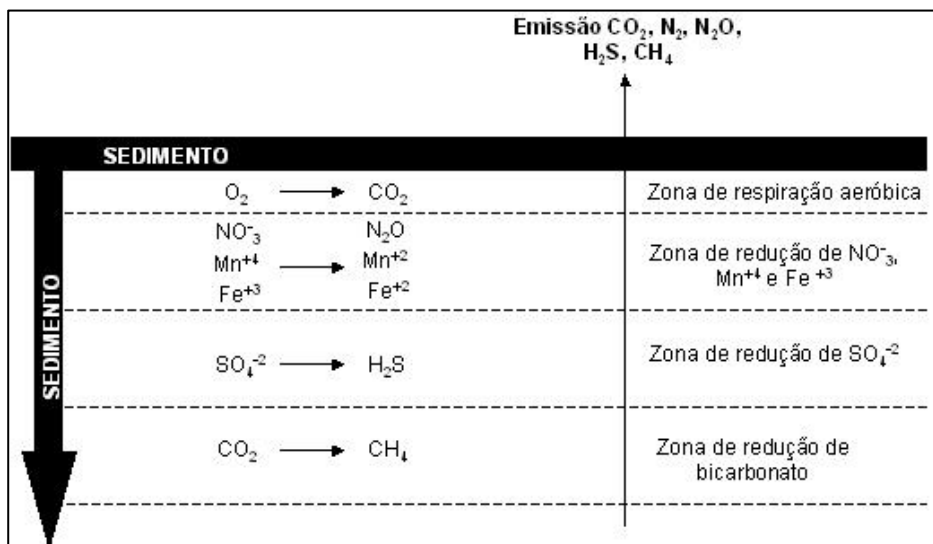 Emissão CO₂, N₂, N₂O,
H₂S, CH₄
SEDIMENTO
O₂ → CO₂
Zona de respiração aeróbica
NO⁻₃ N₂O
Mn⁺⁴ → Mn⁺²
Fe⁺³ Fe⁺²
Zona de redução de NO⁻₃,
Mn⁺⁴ e Fe⁺³
SO₄⁻² → H₂S
Zona de redução de SO₄⁻²
CO₂ → CH₄
Zona de redução de
bicarbonato
SEDIMENTO